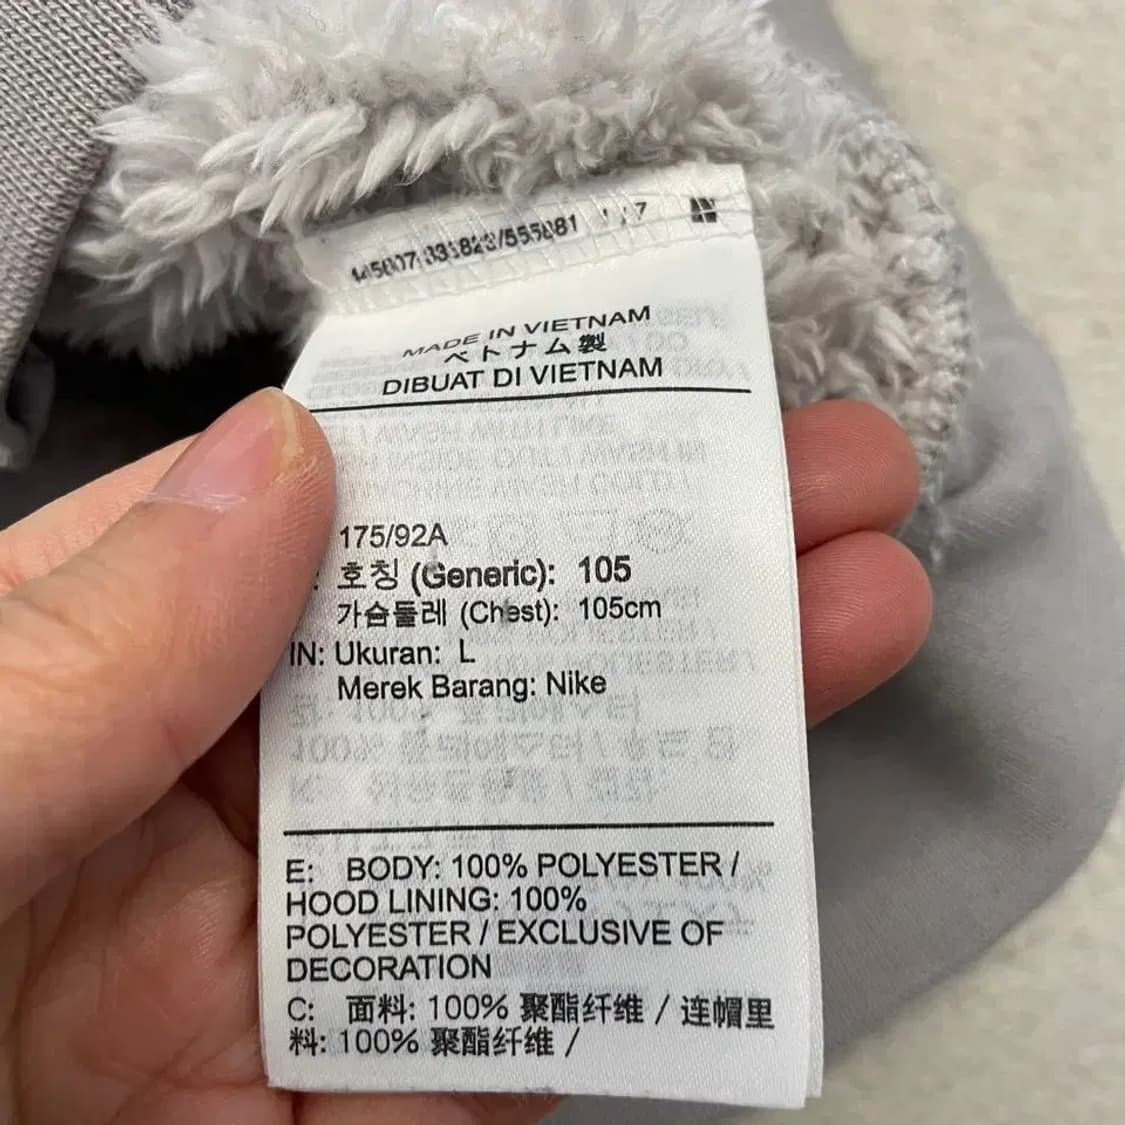 MADE IN VIETNAM
ベトナム製
DIBUAT DI VIETNAM
175/92A
호칭 (Generic): 105
가슴둘레 (Chest): 105cm
IN: Ukuran: L
Merek Barang: Nike
E: BODY: 100% POLYESTER /
HOOD LINING: 100%
POLYESTER / EXCLUSIVE OF
DECORATION
C: 面料: 100% 聚酯纤维 / 连帽里
料: 100% 聚酯纤维 /